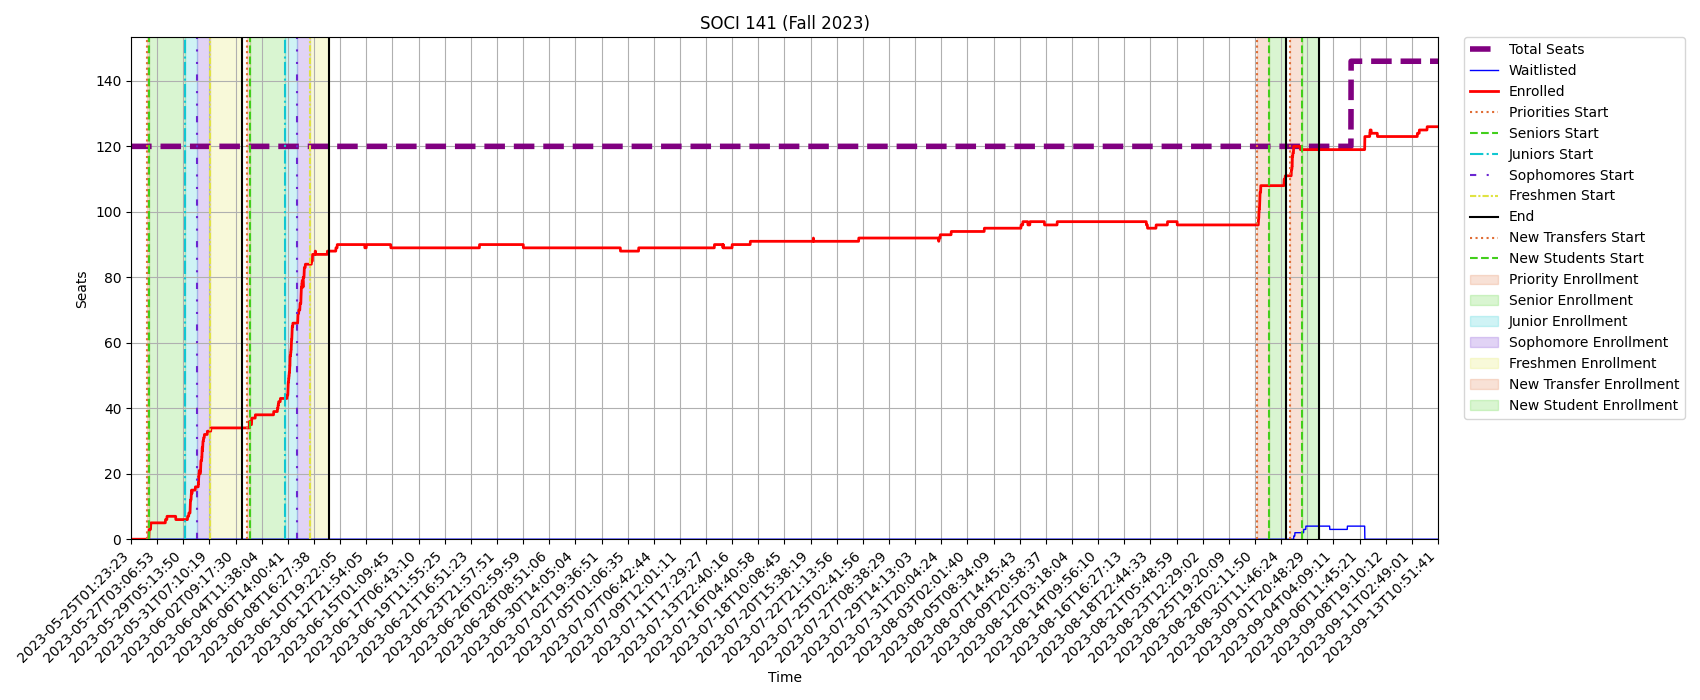 SOCI 141 (Fall 2023)
Seats
140
120
100
80
60
40
20
0
2023-05-25T01:23:23
2023-05-27T03:06:53
2023-05-29T05:13:50
2023-05-31T07:10:19
2023-06-02T09:17:30
2023-06-04T11:38:04
2023-06-06T14:00:41
2023-06-08T16:27:38
2023-06-10T19:22:05
2023-06-12T21:54:05
2023-06-15T01:09:45
2023-06-17T06:43:10
2023-06-19T11:55:25
2023-06-21T16:51:23
2023-06-23T21:57:51
2023-06-26T02:59:59
2023-06-28T08:51:06
2023-06-30T14:05:04
2023-07-02T19:36:51
2023-07-05T01:06:35
2023-07-07T06:42:44
2023-07-09T12:01:11
2023-07-11T17:29:27
2023-07-13T22:40:16
2023-07-16T04:40:58
2023-07-18T10:08:45
2023-07-20T15:38:19
2023-07-22T21:13:56
2023-07-25T02:41:56
2023-07-27T08:38:29
2023-07-29T14:13:03
2023-07-31T20:04:24
2023-08-03T02:01:40
2023-08-05T08:34:09
2023-08-07T14:45:43
2023-08-09T20:58:37
2023-08-12T03:18:04
2023-08-14T09:56:10
2023-08-16T16:27:13
2023-08-18T22:44:33
2023-08-21T05:48:59
2023-08-23T12:29:02
2023-08-25T19:20:09
2023-08-28T02:11:50
2023-08-30T11:46:24
2023-09-01T20:48:29
2023-09-04T04:09:11
2023-09-06T11:45:21
2023-09-08T19:10:12
2023-09-11T02:49:01
2023-09-13T10:51:41
Time
Total Seats
Waitlisted
Enrolled
Priorities Start
Seniors Start
Juniors Start
Sophomores Start
Freshmen Start
End
New Transfers Start
New Students Start
Priority Enrollment
Senior Enrollment
Junior Enrollment
Sophomore Enrollment
Freshmen Enrollment
New Transfer Enrollment
New Student Enrollment